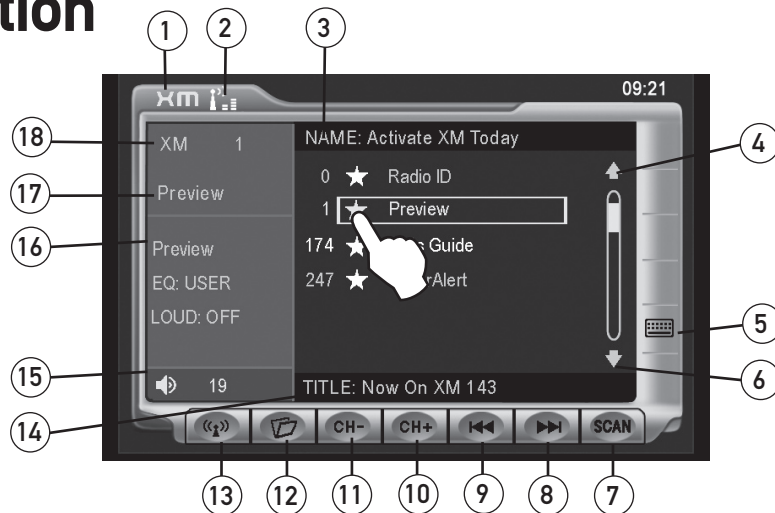 tion
1 2 3
09:21
xm
18
XM 1
NAME: Activate XM Today
4
0 Radio ID
17
Preview
1 Preview
16
Preview
174 Guide
EQ: USER
247 rAlert
LOUD: OFF
5
15
19
TITLE: Now On XM 143
6
14
CH- CH+ SCAN
13 12 11 10 9 8 7